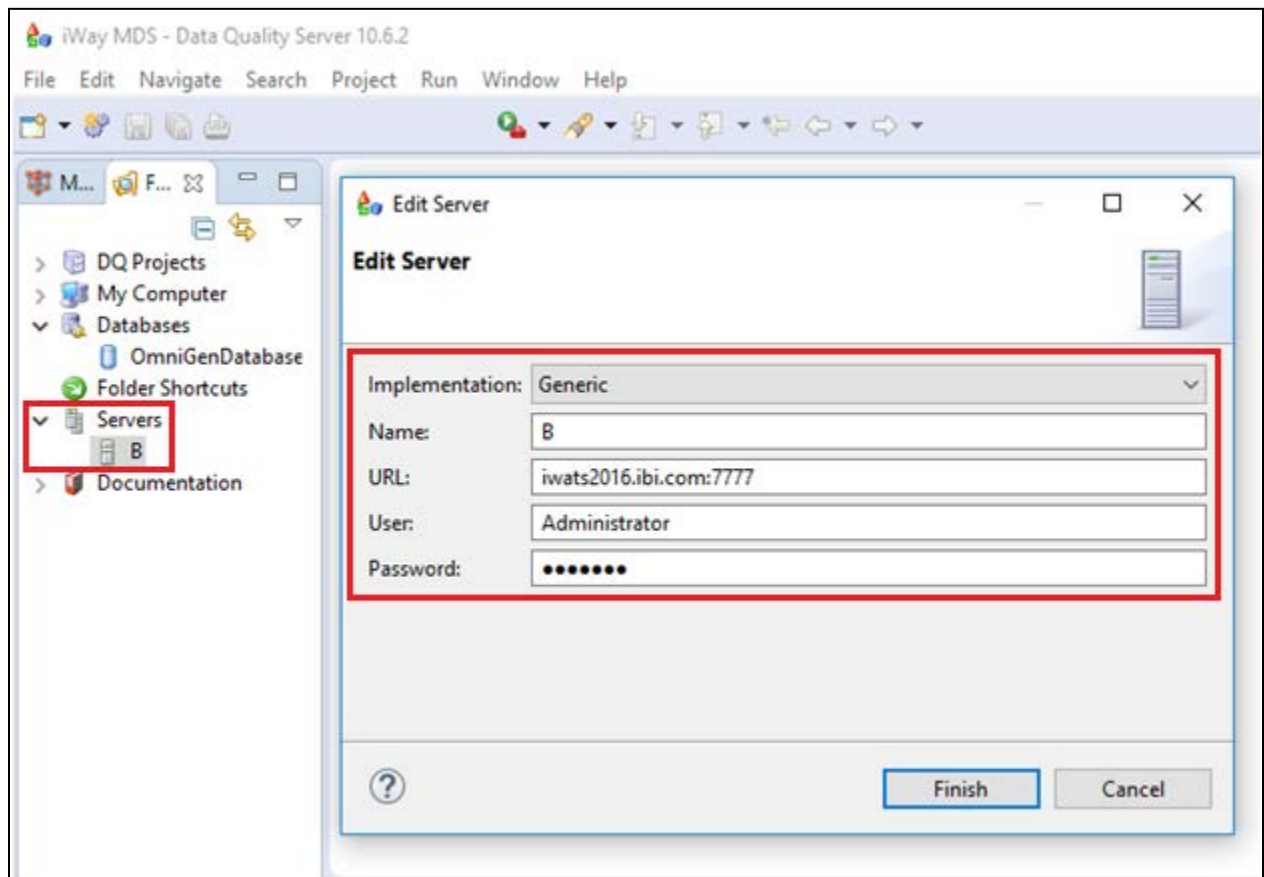 iWay MDS - Data Quality Server 10.6.2
File Edit Navigate Search Project Run Window Help
M... F...
DQ Projects
My Computer
Databases
OmniGenDatabase
Folder Shortcuts
Servers
B
Documentation
Edit Server
Edit Server
Implementation: Generic
Name: B
URL: iwats2016.ibi.com:7777
User: Administrator
Password: •••••••
Finish Cancel